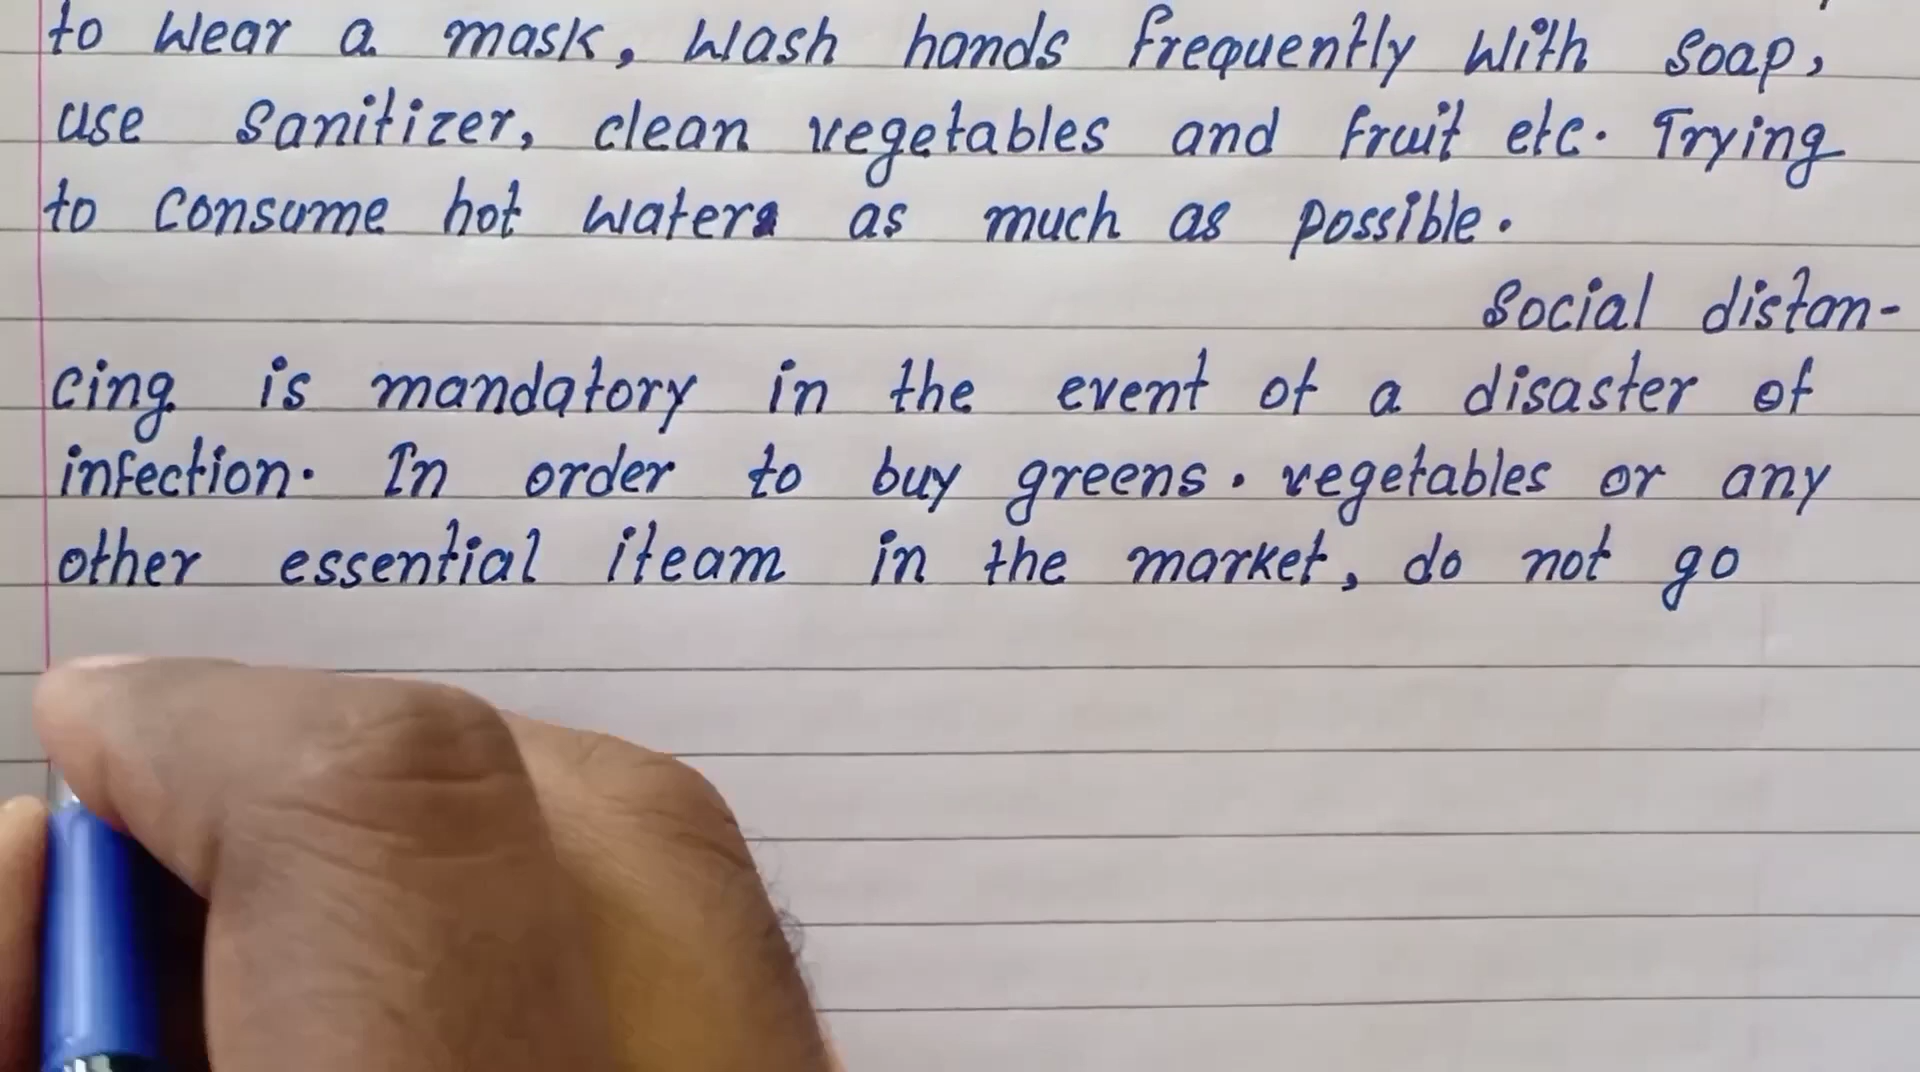 to wear a mask, wash hands frequently with soap,
use sanitizer, clean vegetables and fruit etc. Trying
to consume hot water as much as possible.
Social distan-
cing is mandatory in the event of a disaster of
infection. In order to buy greens. vegetables or any
other essential iteam in the market, do not go